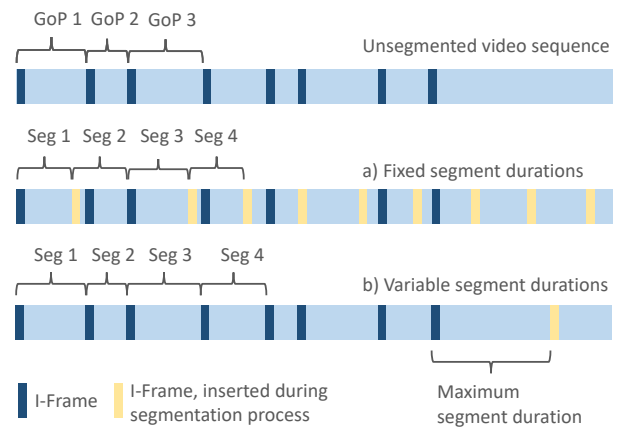 GoP 1 GoP 2 GoP 3
Unsegmented video sequence
Seg 1 Seg 2 Seg 3 Seg 4
a) Fixed segment durations
Seg 1 Seg 2 Seg 3 Seg 4
b) Variable segment durations
I-Frame
I-Frame, inserted during
segmentation process
Maximum
segment duration